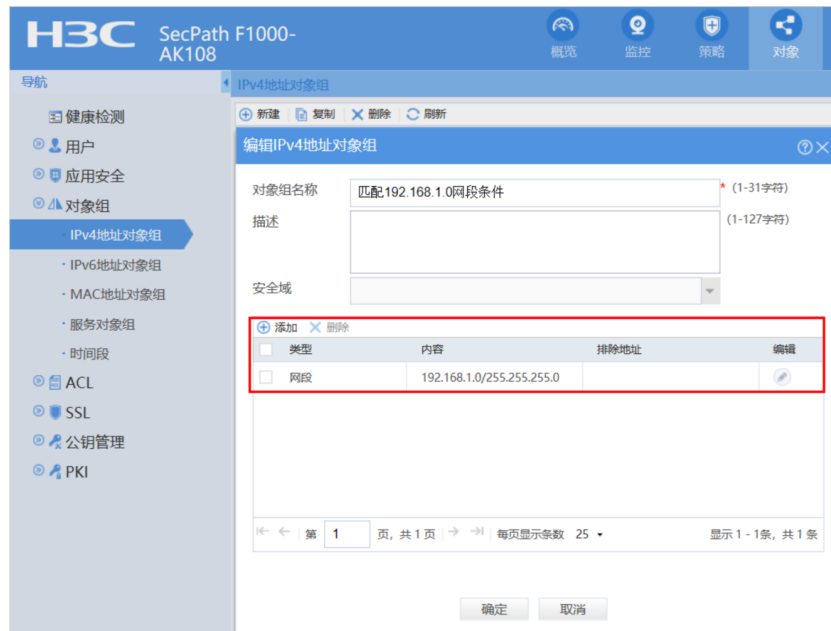 H3C SecPath F1000-AK108
概览 监控 策略 对象
导航
健康检测
用户
应用安全
对象组
· IPv4地址对象组
· IPv6地址对象组
· MAC地址对象组
· 服务对象组
· 时间段
ACL
SSL
公钥管理
PKI
IPv4地址对象组
新建 复制 删除 刷新
编辑IPv4地址对象组
对象组名称 匹配192.168.1.0网段条件 * (1-31字符)
描述 (1-127字符)
安全域
添加 删除
类型 内容 排除地址 编辑
网段 192.168.1.0/255.255.255.0
第 1 页, 共 1 页 每页显示条数 25 显示 1 - 1条, 共 1 条
确定 取消